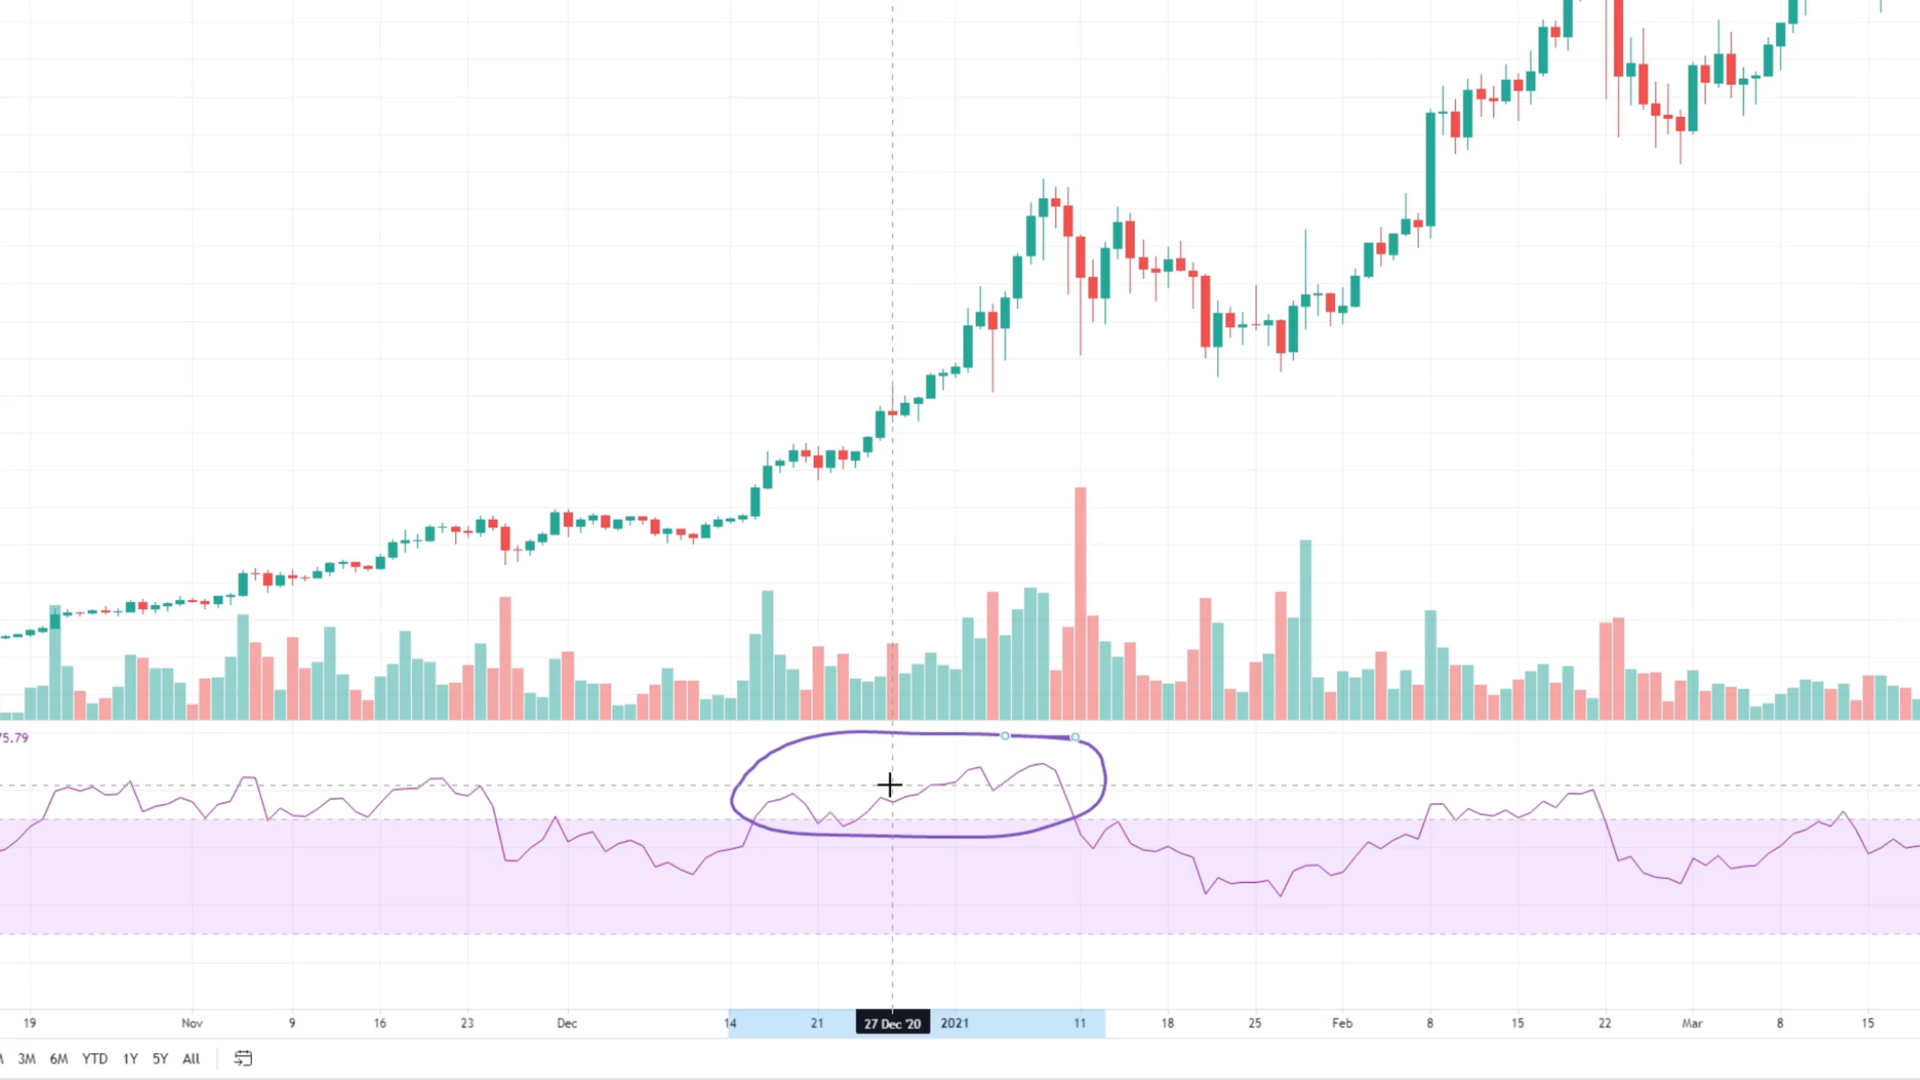 75.79
19 Nov 9 16 23 Dec 14 21 27 Dec '20 2021 11 18 25 Feb 8 15 22 Mar 8 15
3M 6M YTD 1Y 5Y All